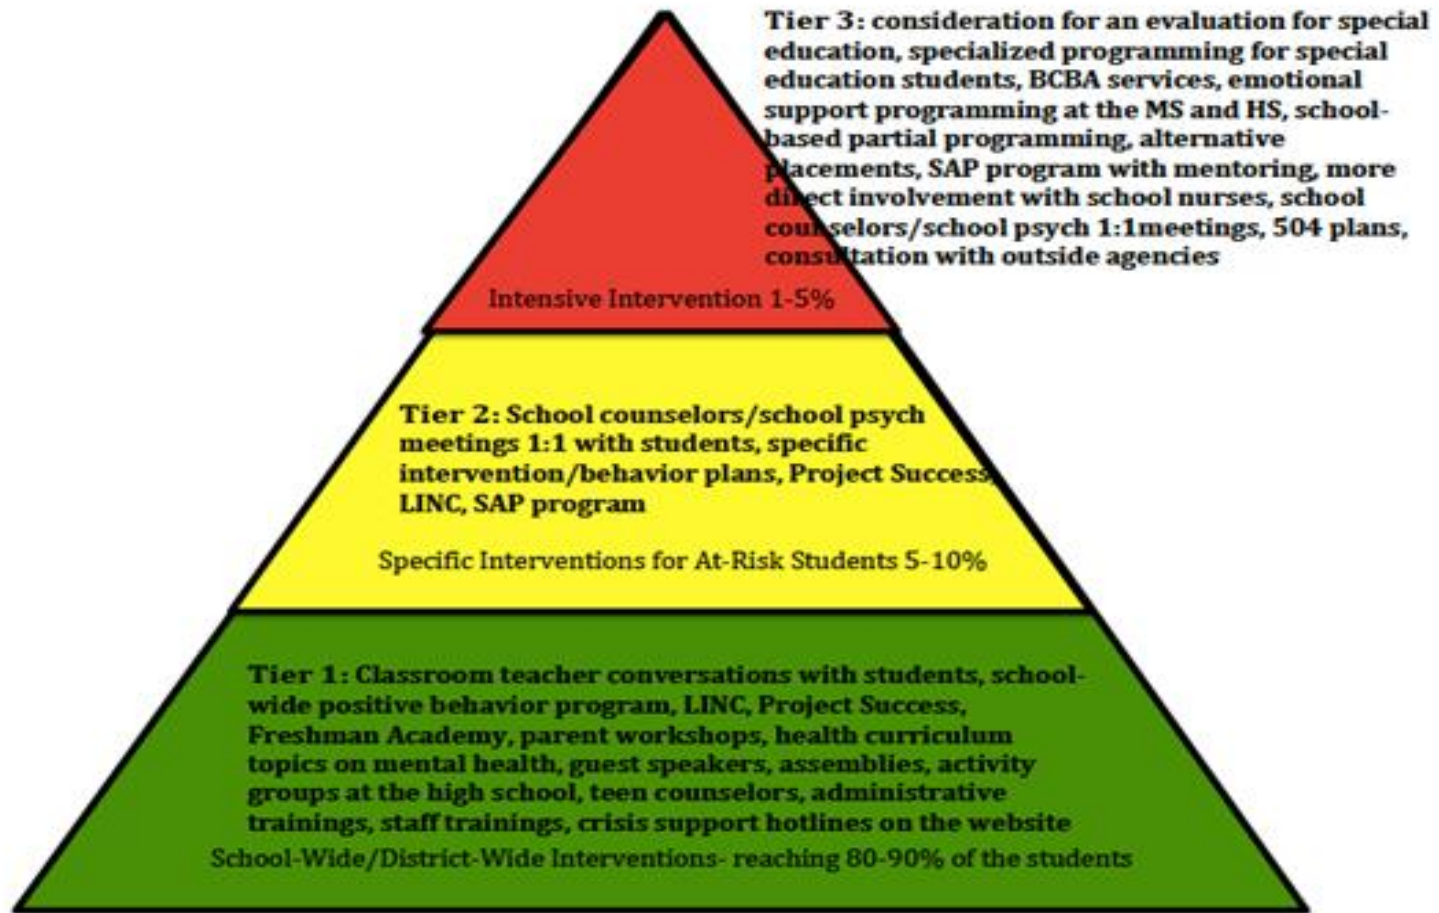 Tier 3: consideration for an evaluation for special
education, specialized programming for special
education students, BCBA services, emotional
support programming at the MS and HS, school-
based partial programming, alternative
placements, SAP program with mentoring, more
direct involvement with school nurses, school
counselors/school psych 1:1meetings, 504 plans,
consultation with outside agencies
Intensive Intervention 1-5%
Tier 2: School counselors/school psych
meetings 1:1 with students, specific
intervention/behavior plans, Project Success,
LINC, SAP program
Specific Interventions for At-Risk Students 5-10%
Tier 1: Classroom teacher conversations with students, school-
wide positive behavior program, LINC, Project Success,
Freshman Academy, parent workshops, health curriculum
topics on mental health, guest speakers, assemblies, activity
groups at the high school, teen counselors, administrative
trainings, staff trainings, crisis support hotlines on the website
School-Wide/District-Wide Interventions- reaching 80-90% of the students